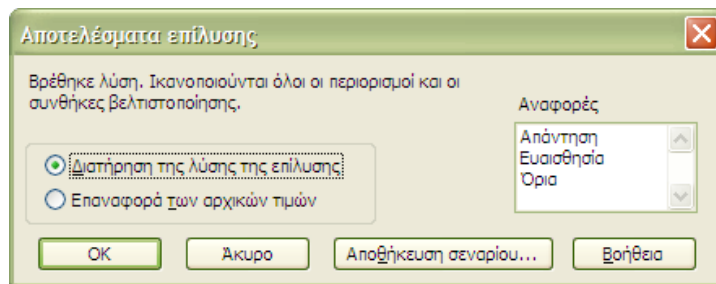 Αποτελέσματα επίλυσης
Βρέθηκε λύση. Ικανοποιούνται όλοι οι περιορισμοί και οι
συνθήκες βελτιστοποίησης.
Αναφορές
Απάντηση
Ευαισθησία
Όρια
Διατήρηση της λύσης της επίλυσης
Επαναφορά των αρχικών τιμών
OK
Άκυρο
Αποθήκευση σεναρίου...
Βοήθεια